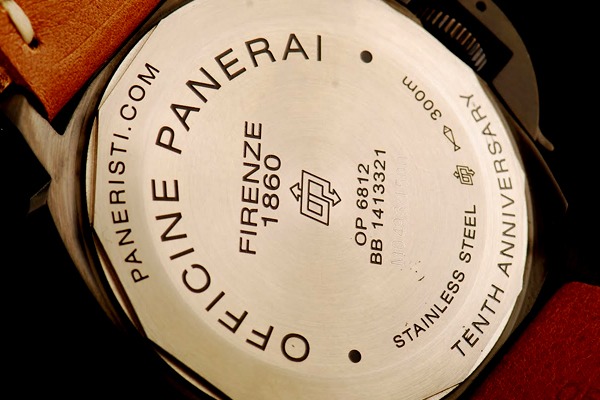 PANERISTI.COM
OFFICINE PANERAI
FIRENZE
1860
OP 6812
BB 1413321
300m
STAINLESS STEEL
TENTH ANNIVERSARY